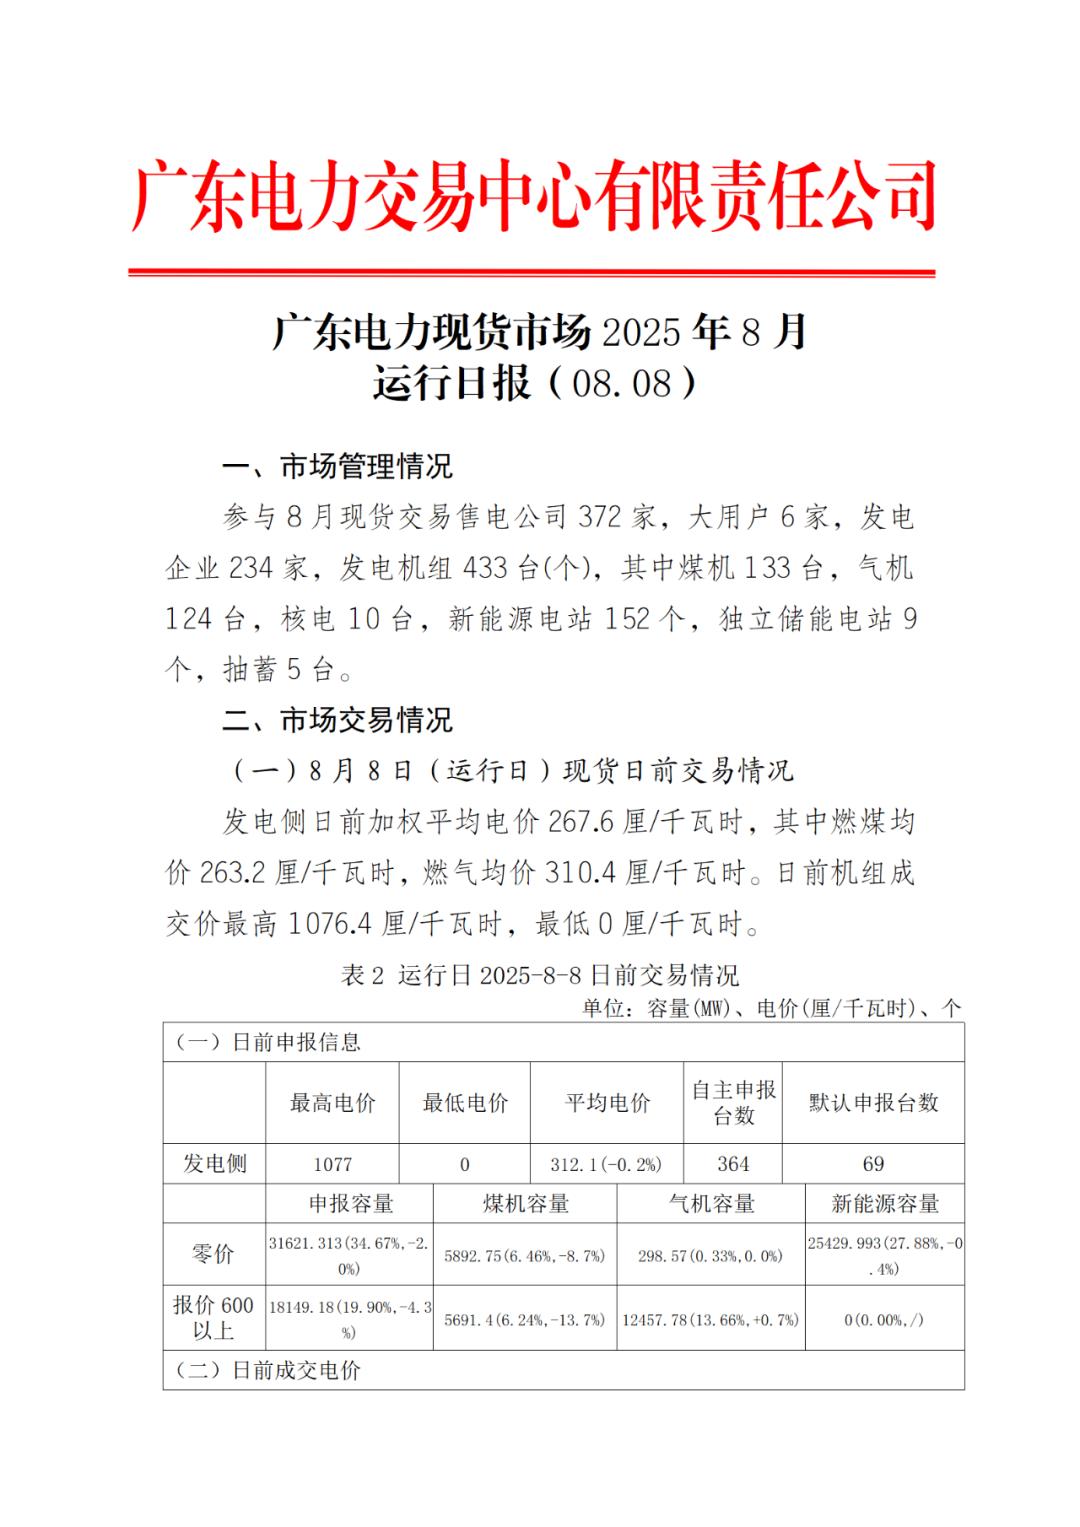 广东电力交易中心有限责任公司
广东电力现货市场 2025 年 8 月
运行日报（08.08）
一、市场管理情况
参与 8 月现货交易售电公司 372 家，大用户 6 家，发电
企业 234 家，发电机组 433 台(个)，其中煤机 133 台，气机
124 台，核电 10 台，新能源电站 152 个，独立储能电站 9
个，抽蓄 5 台。
二、市场交易情况
（一）8 月 8 日（运行日）现货日前交易情况
发电侧日前加权平均电价 267.6 厘/千瓦时，其中燃煤均
价 263.2 厘/千瓦时，燃气均价 310.4 厘/千瓦时。日前机组成
交价最高 1076.4 厘/千瓦时，最低 0 厘/千瓦时。
表 2 运行日 2025-8-8 日前交易情况
单位：容量(MW)、电价(厘/千瓦时)、个
（一）日前申报信息
最高电价 最低电价 平均电价 自主申报
台数 默认申报台数
发电侧 1077 0 312.1(-0.2%) 364 69
申报容量 煤机容量 气机容量 新能源容量
零价 31621.313(34.67%,-2.
0%) 5892.75(6.46%,-8.7%) 298.57(0.33%,0.0%) 25429.993(27.88%,-0
.4%)
报价 600
以上 18149.18(19.90%,-4.3
%) 5691.4(6.24%,-13.7%) 12457.78(13.66%,+0.7%) 0(0.00%,/)
（二）日前成交电价